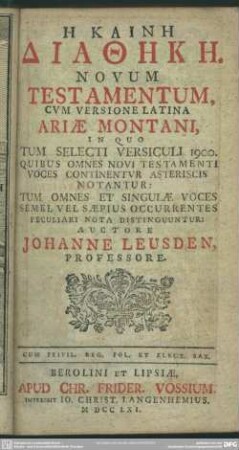 Η ΚΑΙΝΗ
ΔΙΑΘΗΚΗ.
NOVUM
TESTAMENTUM,
CVM VERSIONE LATINA
ARIÆ MONTANI,
IN QUO
TUM SELECTI VERSICULI 1900.
QUIBUS OMNES NOVI TESTAMENTI
VOCES CONTINENTVR ASTERISCIS
NOTANTUR:
TUM OMNES ET SINGULÆ VOCES
SEMEL VEL SÆPIUS OCCURRENTES
PECULIARI NOTA DISTINGUUNTUR:
AUCTORE
JOHANNE LEUSDEN,
PROFESSORE.
CUM PRIVIL. REG. POL. ET ELECT. SAX.
BEROLINI ET LIPSIÆ,
APUD CHR. FRIDER. VOSSIUM.
IO. CHRIST. LANGENHEMIUS.
M DCC LXI.